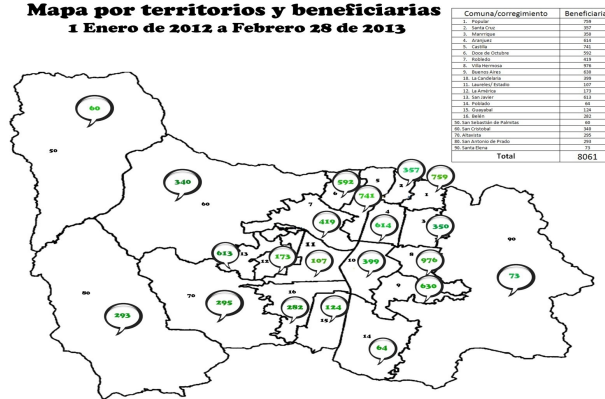 Mapa por territorios y beneficiarias
1 Enero de 2012 a Febrero 28 de 2013
Comuna/corregimiento Beneficiaria
1. Popular 759
2. Santa Cruz 357
3. Manrrique 350
4. Aranjuez 614
5. Castilla 741
6. Doce de Octubre 592
7. Robledo 419
8. Villa Hermosa 976
9. Buenos Aires 630
10. La Candelaria 399
11. Laureles/ Estadio 107
12. La América 173
13. San Javier 613
14. Poblado 64
15. Guayabal 124
16. Belén 282
50. San Sebastián de Palmitas 60
60. San Cristobal 340
70. Altavista 295
80. San Antonio de Prado 293
90. Santa Elena 73
Total 8061
60
50
340
60
592
6
5
741
357
2
759
1
7
419
4
614
3
350
90
613
13
12
173
11
107
10
399
8
976
73
9
630
80
293
70
295
16
282
15
124
14
64